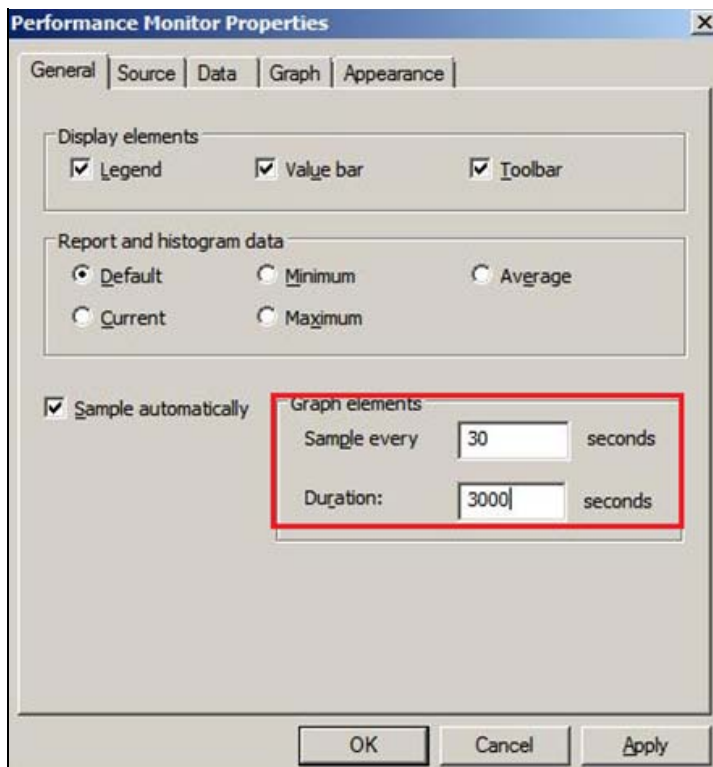 Performance Monitor Properties
General Source Data Graph Appearance
Display elements
Legend Value bar Toolbar
Report and histogram data
Default Minimum Average
Current Maximum
Sample automatically
Graph elements
Sample every 30 seconds
Duration: 3000 seconds
OK Cancel Apply